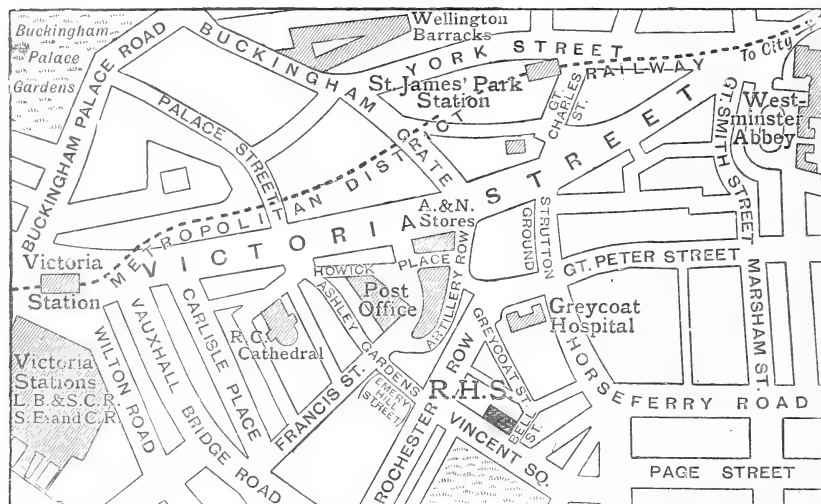 Buckingham
Palace
Gardens
BUCKINGHAM PALACE ROAD
BUCKINGHAM GRATE
Wellington
Barracks
YORK STREET
To City
St. James' Park
Station
RAILWAY
GT.
CHARLES
ST.
GT. SMITH STREET
West-
minster
Abbey
PALACE STREET
METROPOLITAN DISTRICT
VICTORIA STREET
A. & N.
Stores
STRUTTON
GROUND
GT. PETER STREET
MARSHAM ST.
Victoria
Station
HOWICK PLACE
Post
Office
ARTILLERY ROW
ASHLEY GARDENS
Greycoat
Hospital
GREYCOAT ST.
HORSEFERRY ROAD
R.C.
Cathedral
CARLISLE PLACE
VAUXHALL BRIDGE ROAD
WILTON ROAD
Victoria
Stations
L.B. & S.C.R.
S.E. and C.R.
FRANCIS ST.
EMERY
HILL
STREET
ROCHESTER ROW
R.H.S.
BELL
ST.
VINCENT SQ.
PAGE STREET